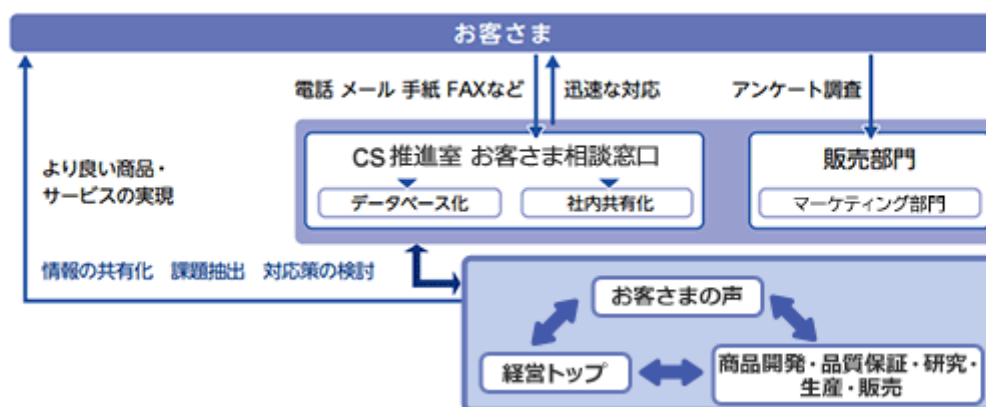 お客さま
電話 メール 手紙 FAXなど
迅速な対応
アンケート調査
より良い商品・
サービスの実現
CS推進室 お客さま相談窓口
データベース化
社内共有化
販売部門
マーケティング部門
情報の共有化 課題抽出 対応策の検討
お客さまの声
経営トップ
商品開発・品質保証・研究・
生産・販売